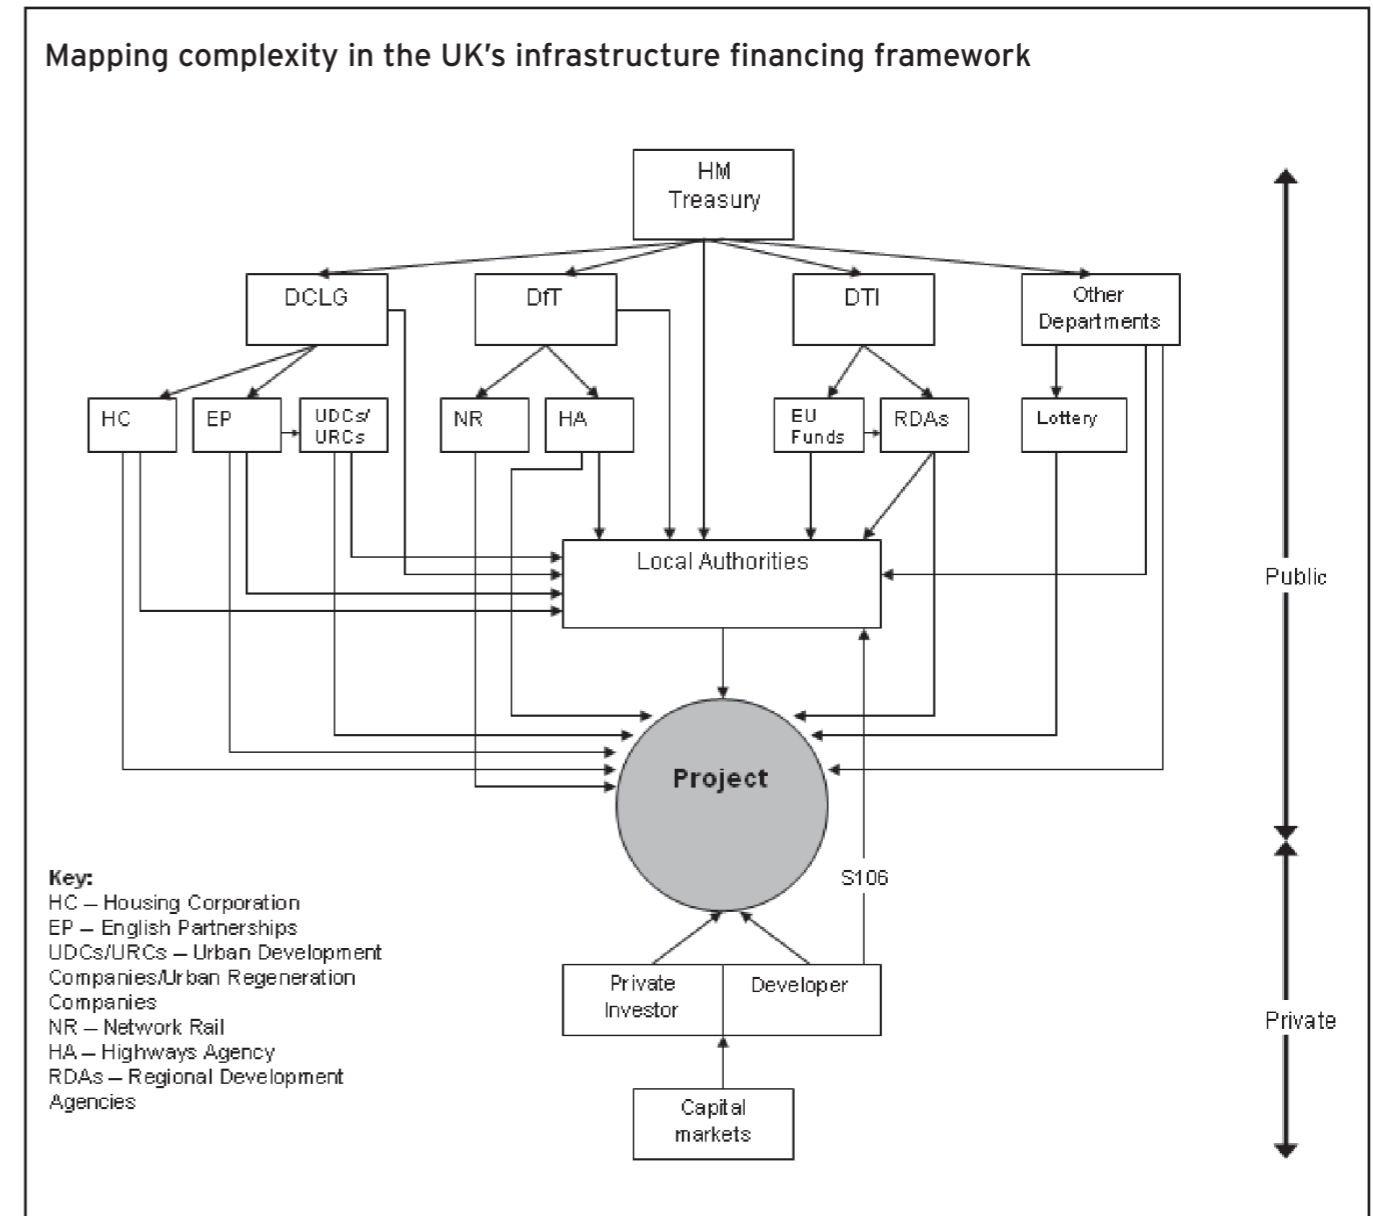 Mapping complexity in the UK's infrastructure financing framework
HM
Treasury
DCLG
DfT
DTI
Other
Departments
HC
EP
UDCs/
URCs
NR
HA
EU
Funds
RDAs
Lottery
Local Authorities
Public
Project
S106
Key:
HC – Housing Corporation
EP – English Partnerships
UDCs/URCs – Urban Development
Companies/Urban Regeneration
Companies
NR – Network Rail
HA – Highways Agency
RDAs – Regional Development
Agencies
Private
Investor
Developer
Private
Capital
markets